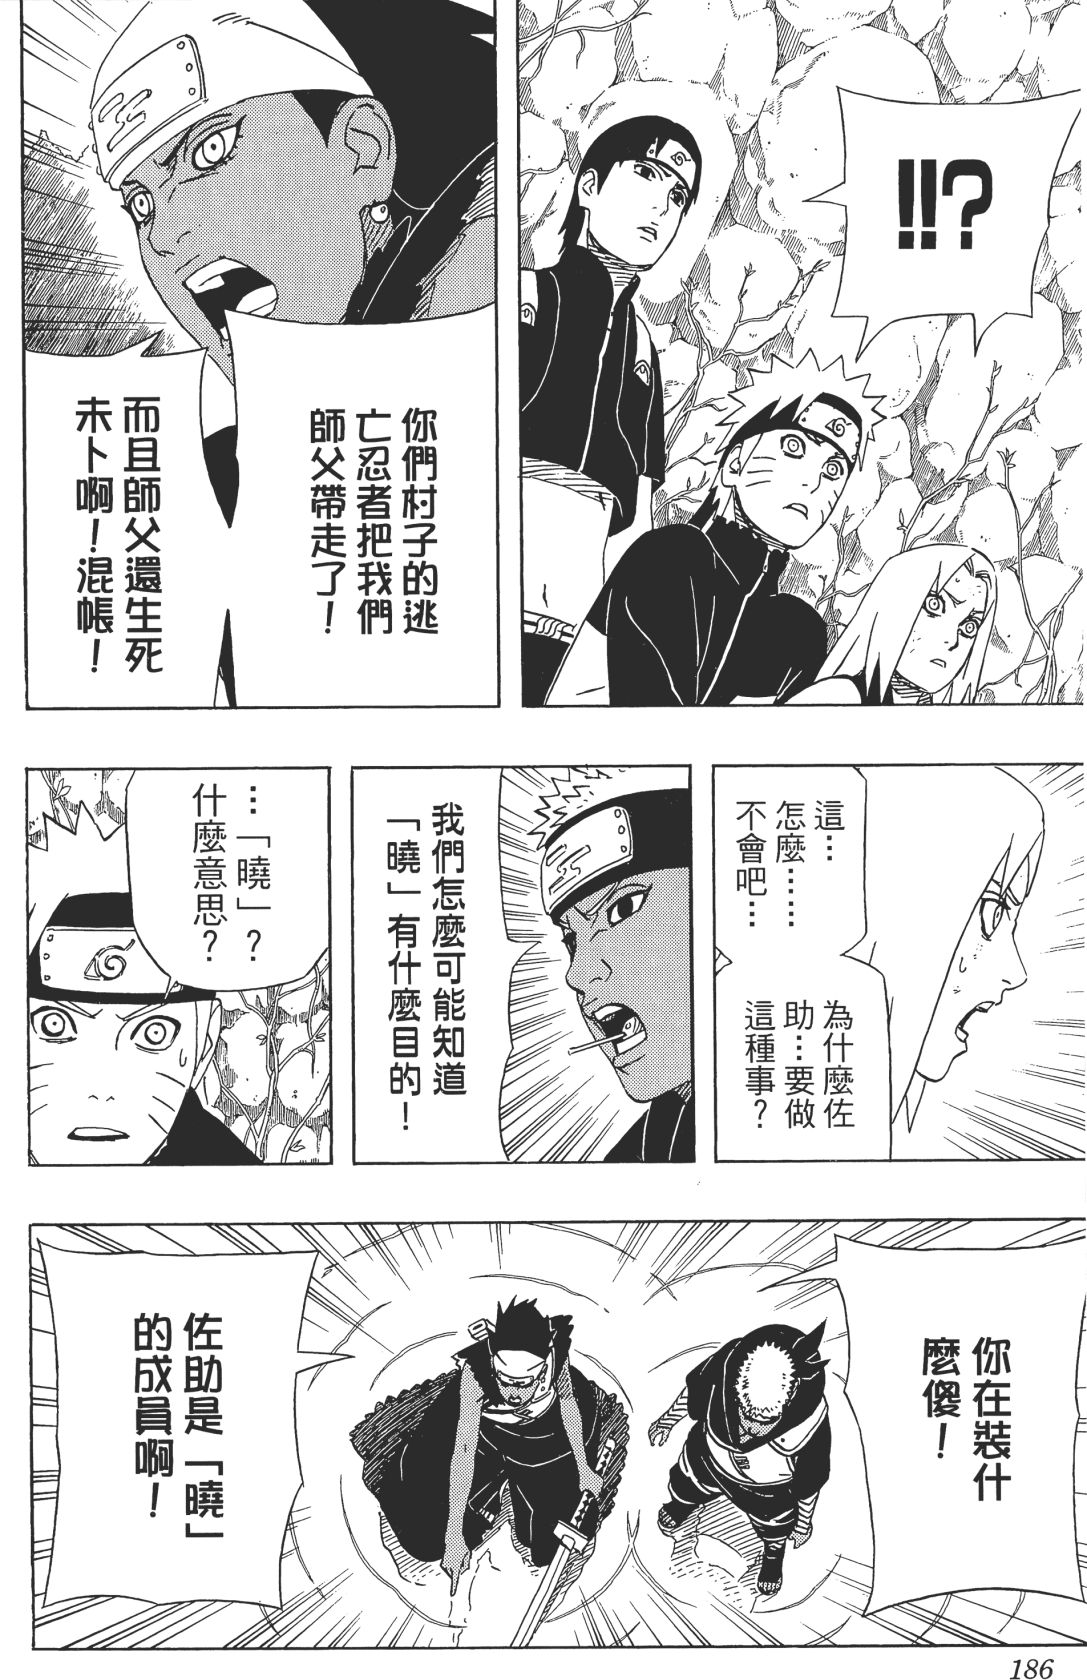 !!?
你們村子的逃
亡忍者把我們
師父帶走了！
而且師父還生死
未卜啊！混帳！
這…
怎麼……
不會吧…
為什麼佐
助…要做
這種事？
我們怎麼可能知道
「曉」有什麼目的！
…「曉」？
什麼意思？
你在裝什
麼傻！
佐助是「曉」
的成員啊！
186